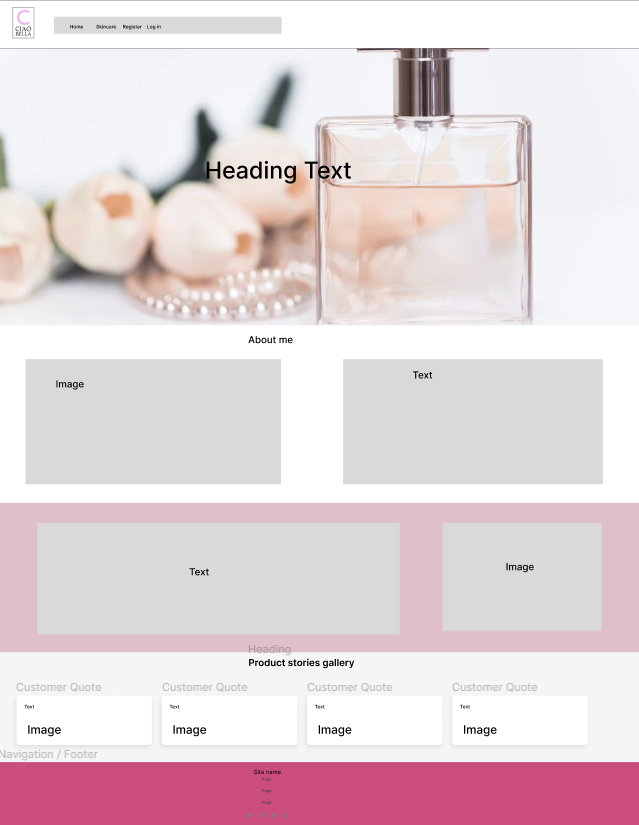 C
CIAO
BELLA
Home Skincare Register Log in
Heading Text
About me
Image
Text
Text
Image
Heading
Product stories gallery
Customer Quote Customer Quote Customer Quote Customer Quote
Text Text Text Text
Image Image Image Image
Navigation / Footer
Site name
Page
Page
Page